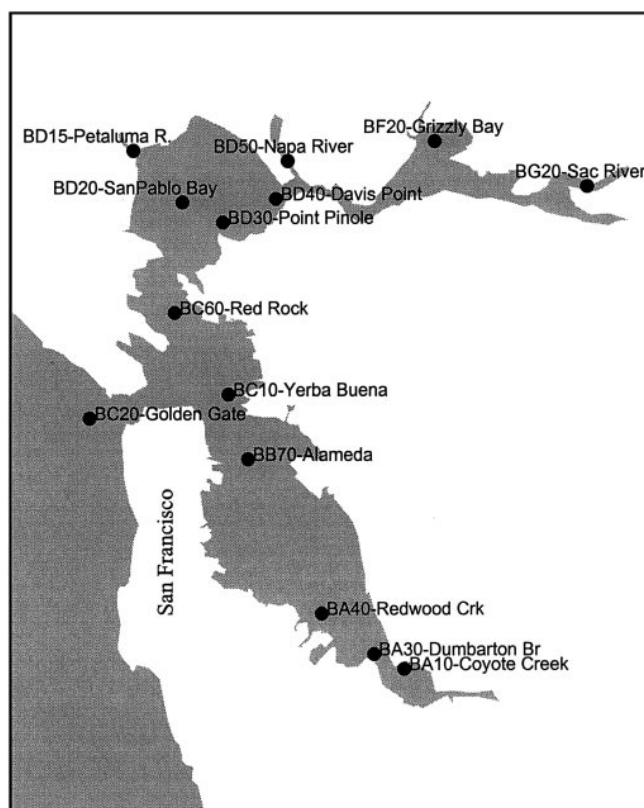 BF20-Grizzly Bay
BD15-Petaluma R.
BD50-Napa River
BG20-Sac River
BD20-SanPablo Bay
BD40-Davis Point
BD30-Point Pinole
BC60-Red Rock
BC10-Yerba Buena
BC20-Golden Gate
BB70-Alameda
San Francisco
BA40-Redwood Crk
BA30-Dumbarton Br
BA10-Coyote Creek